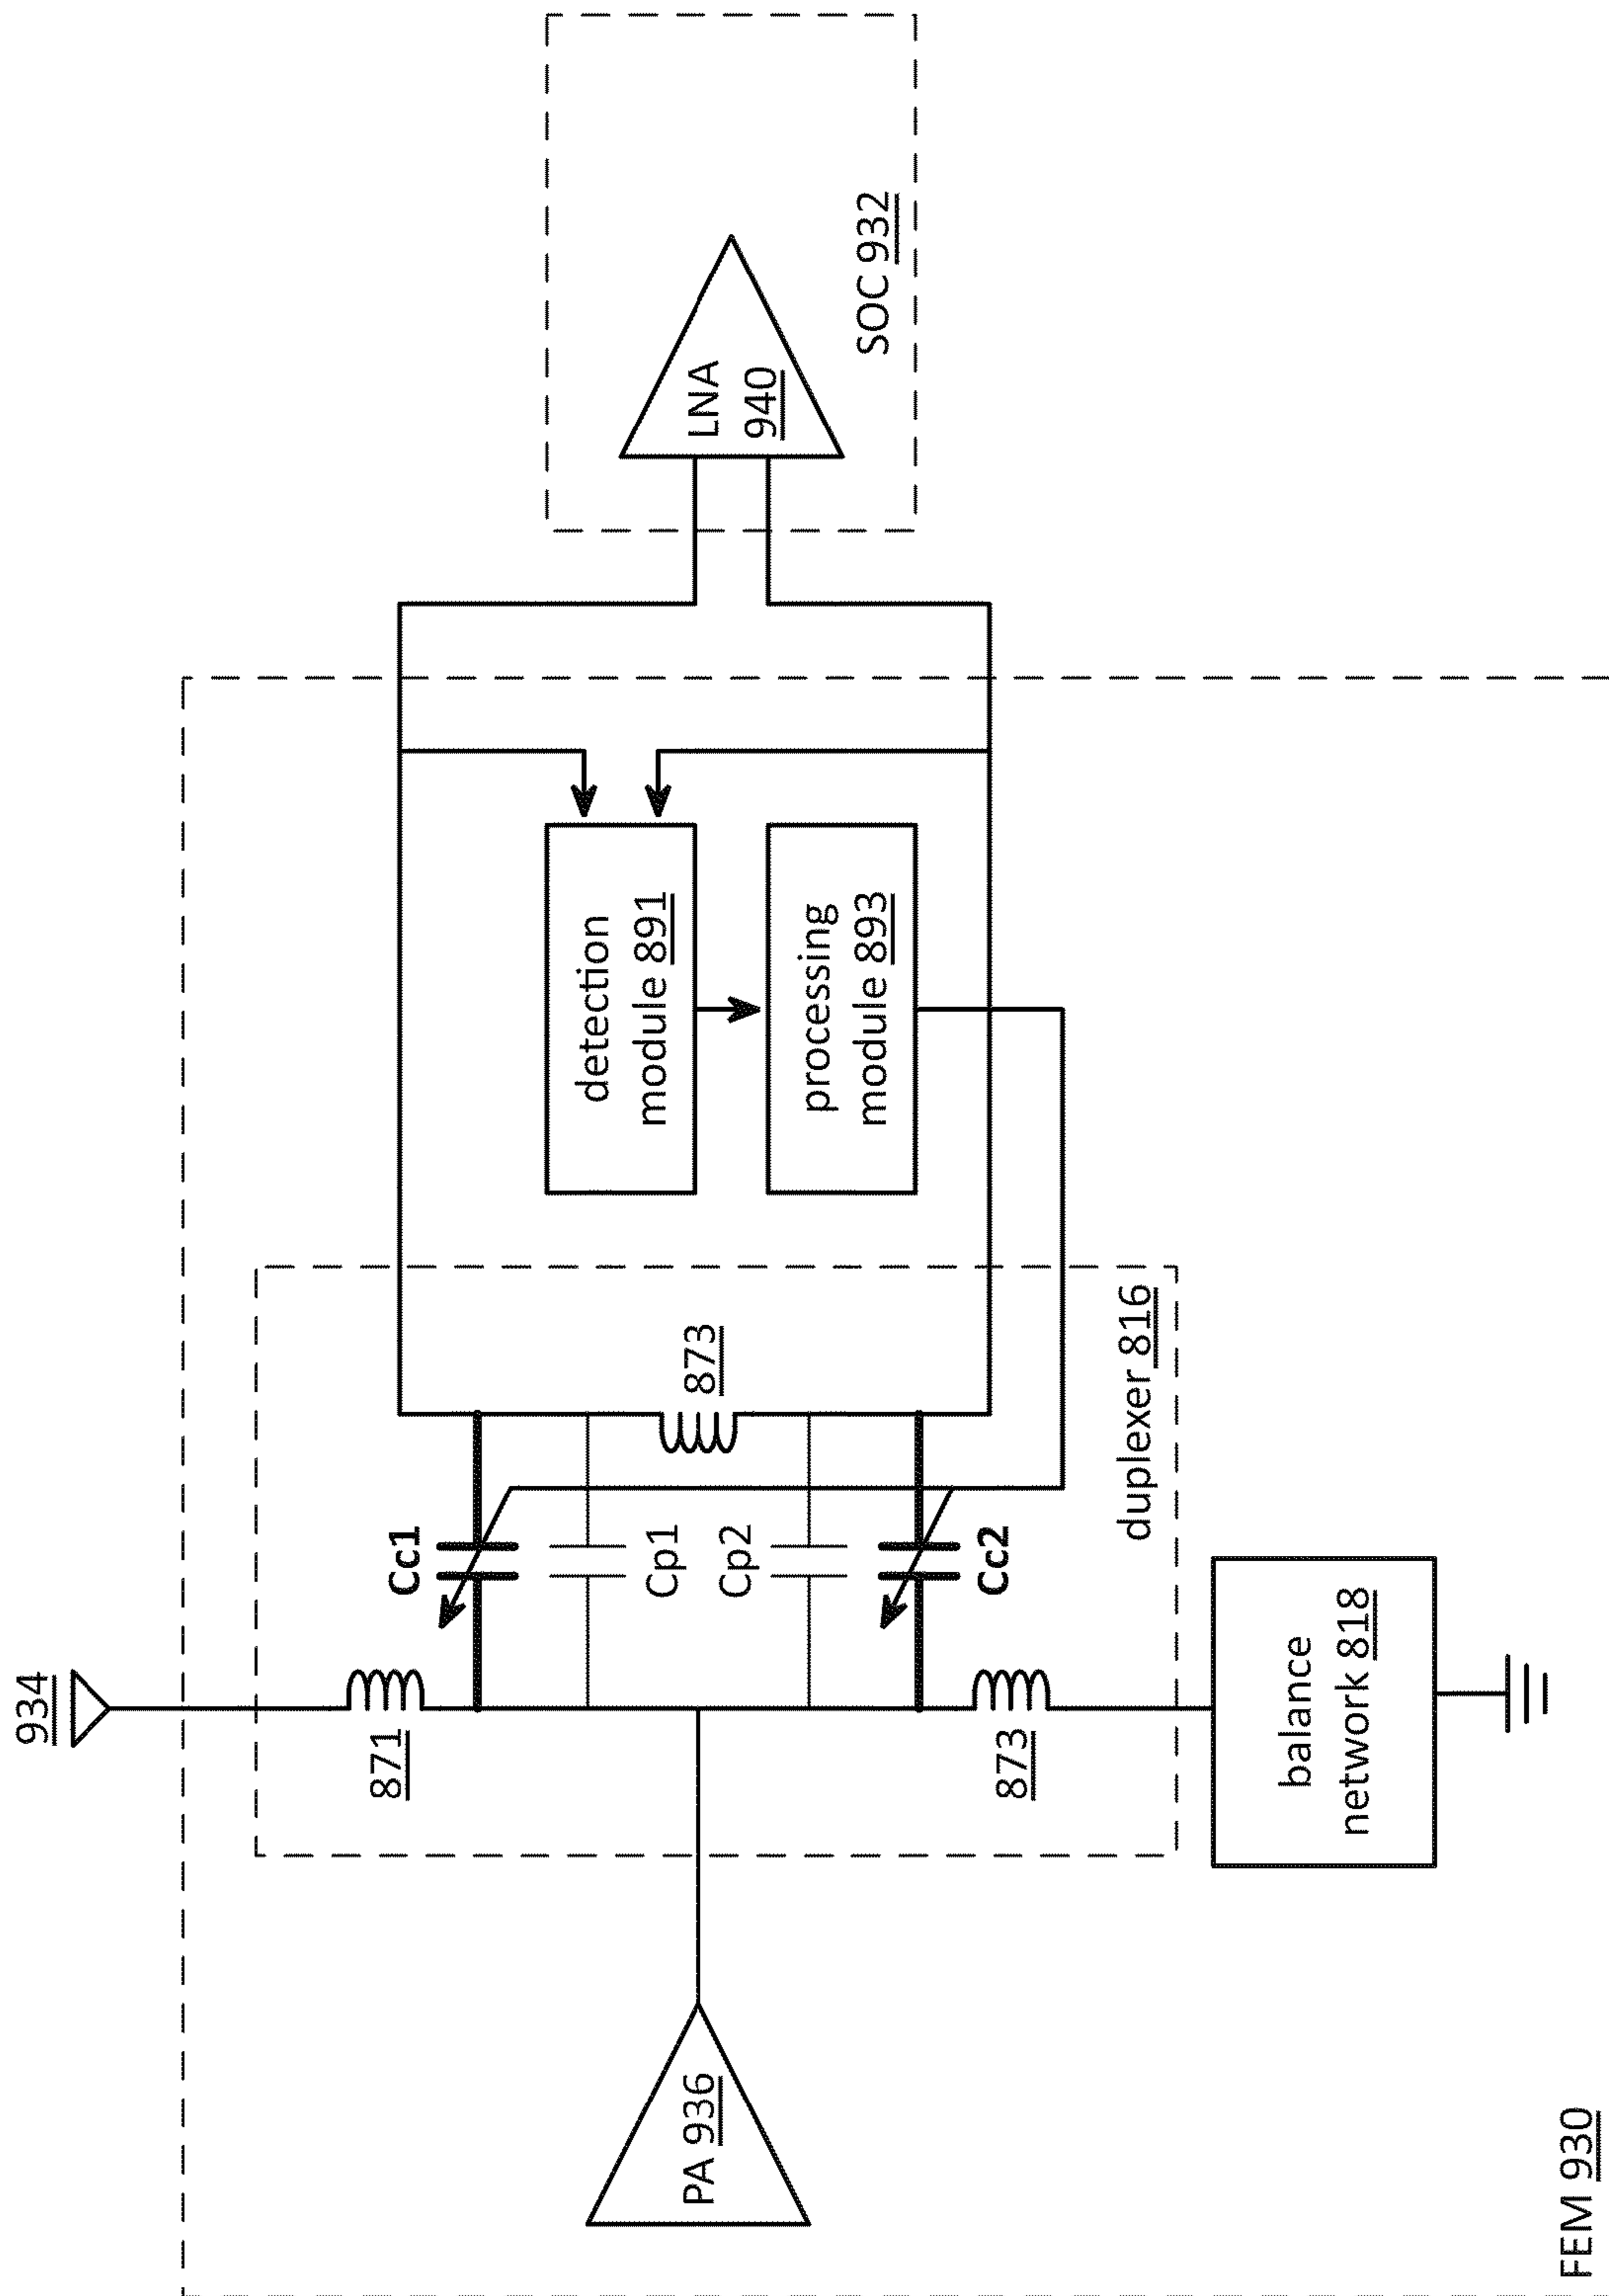 934
871
Cc1
Cp1
Cp2
Cc2
873
873
duplexer 816
detection
module 891
processing
module 893
LNA
940
SOC 932
PA 936
balance
network 818
FEM 930